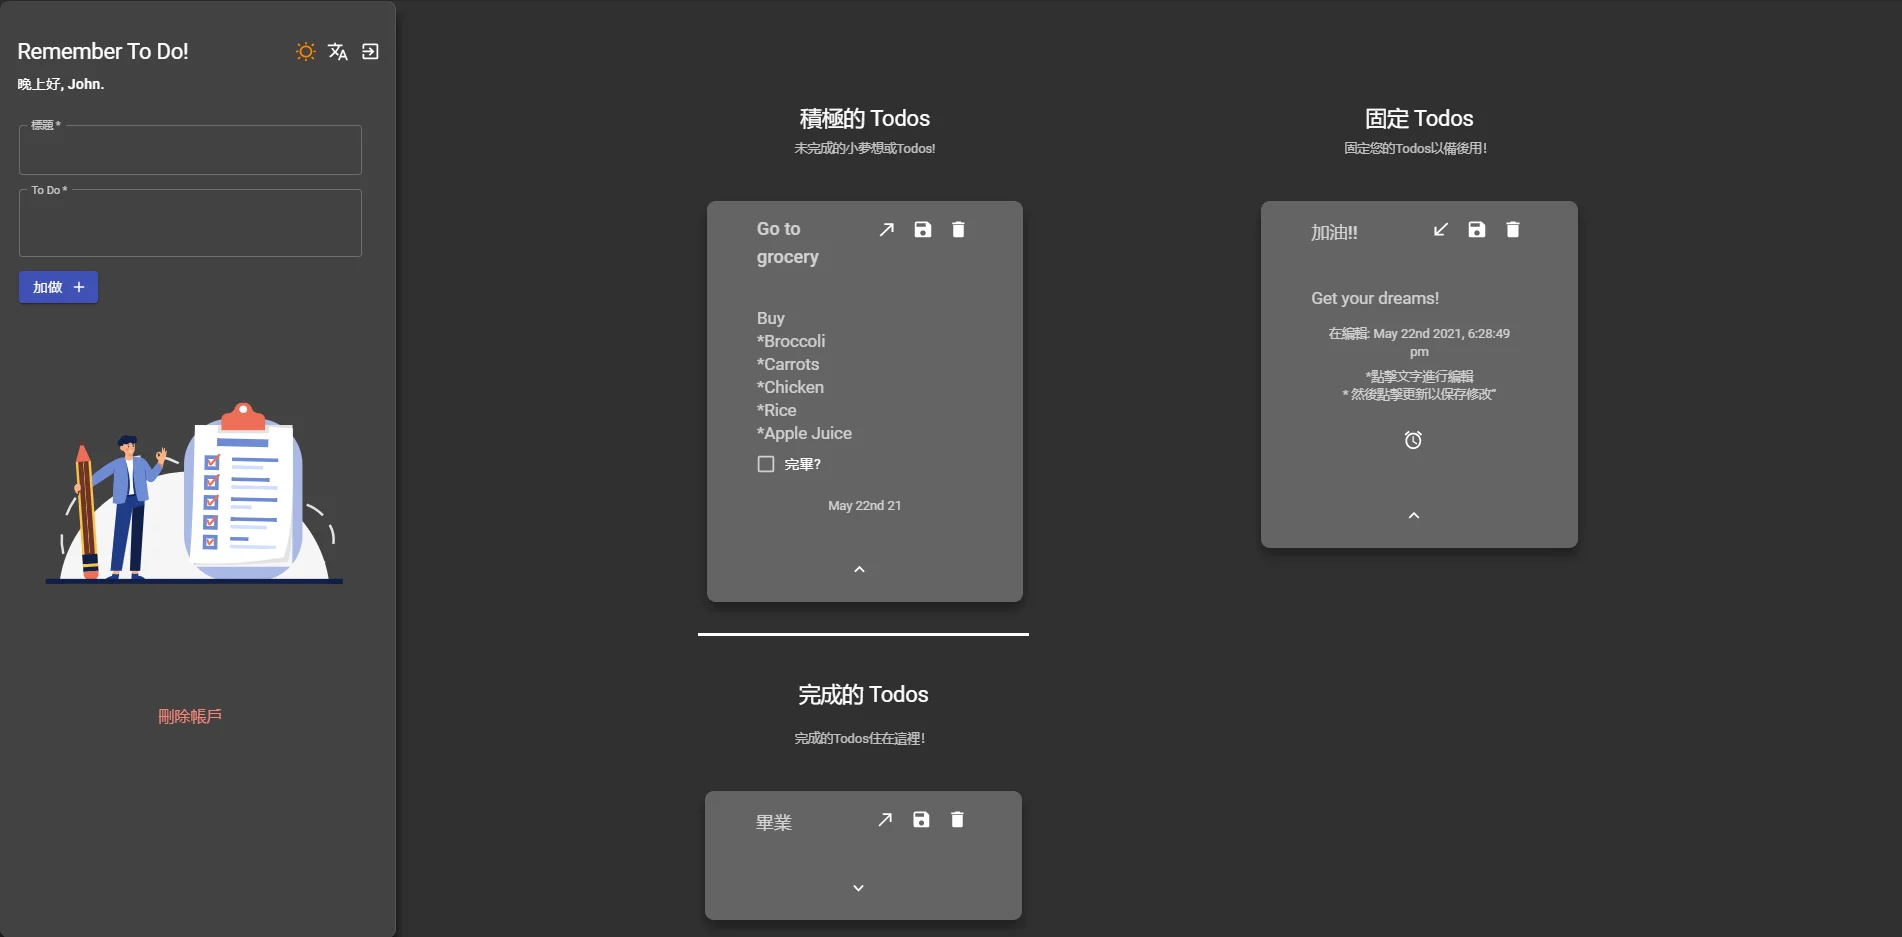 Remember To Do!
晚上好, John.
標題 *
To Do *
加做 +
刪除帳戶
積極的 Todos
未完成的小夢想或Todos!
Go to
grocery
Buy
*Broccoli
*Carrots
*Chicken
*Rice
*Apple Juice
完畢?
May 22nd 21
完成的 Todos
完成的Todos住在這裡!
畢業
固定 Todos
固定您的Todos以備後用!
加油!!
Get your dreams!
在編輯: May 22nd 2021, 6:28:49
pm
*點擊文字進行編輯
* 然後點擊更新以保存修改"